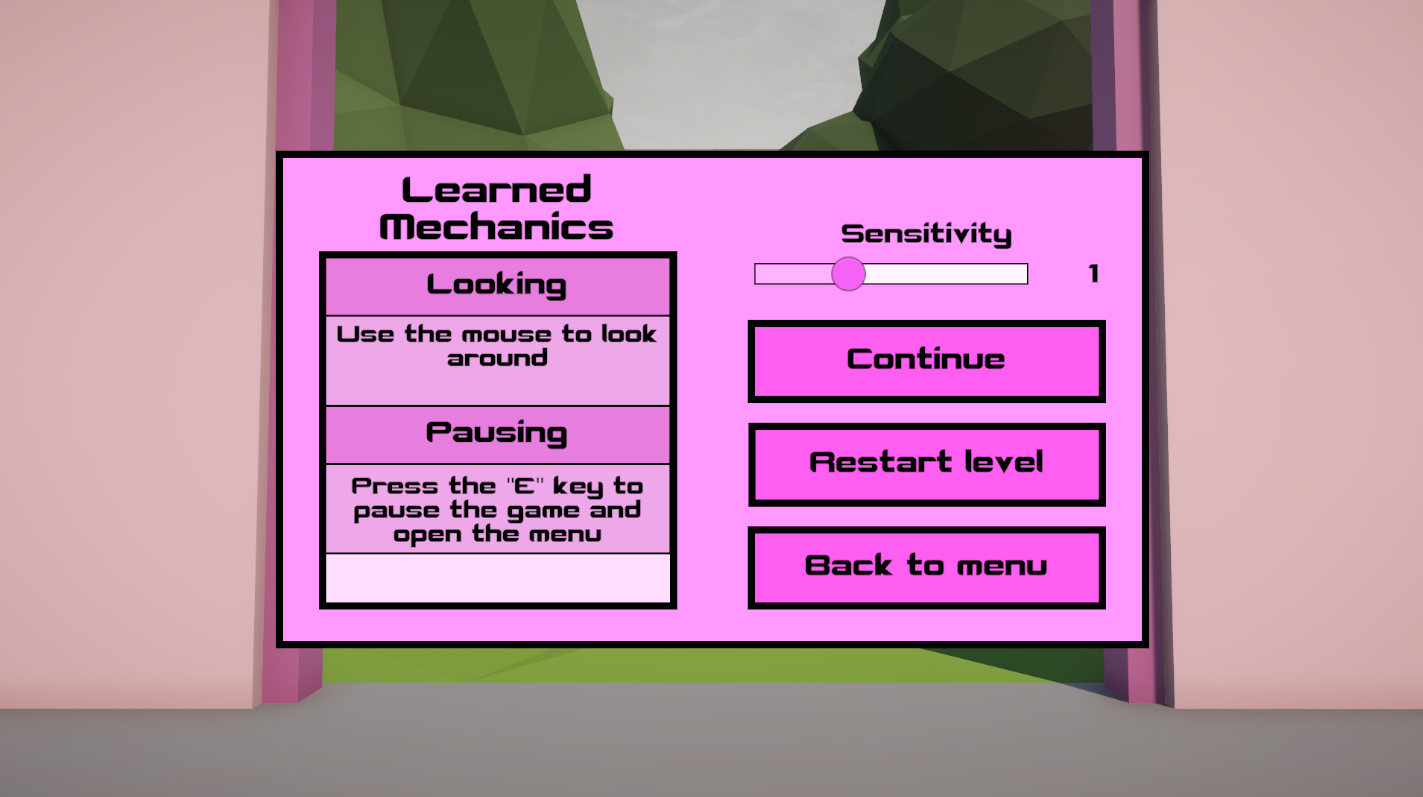 Learned
Mechanics
Looking
Use the mouse to look
around
Pausing
Press the "E" key to
pause the game and
open the menu
Sensitivity
1
Continue
Restart level
Back to menu